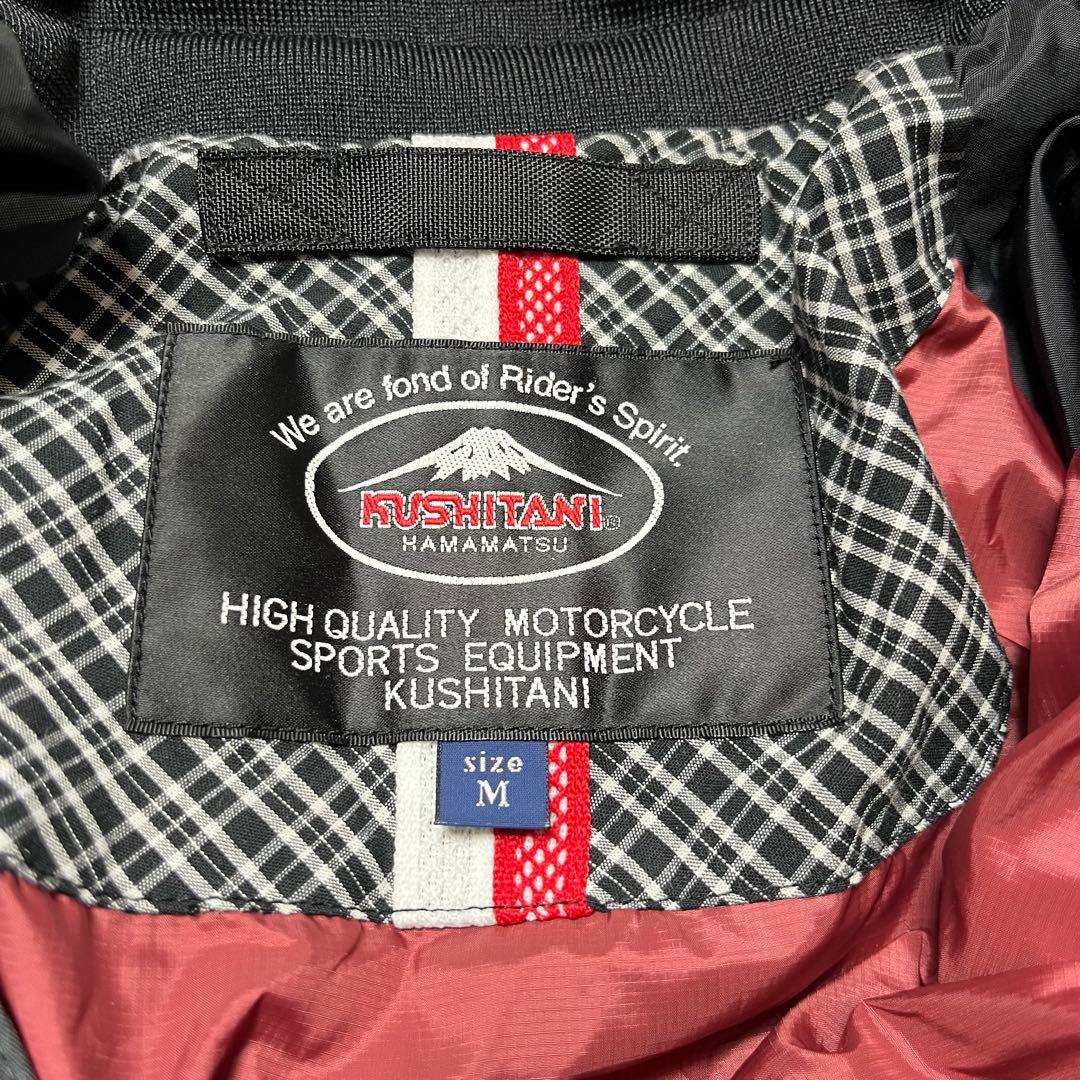 We are fond of Rider's Spirit.
KUSHITANI®
HAMAMATSU
HIGH QUALITY MOTORCYCLE
SPORTS EQUIPMENT
KUSHITANI
size
M